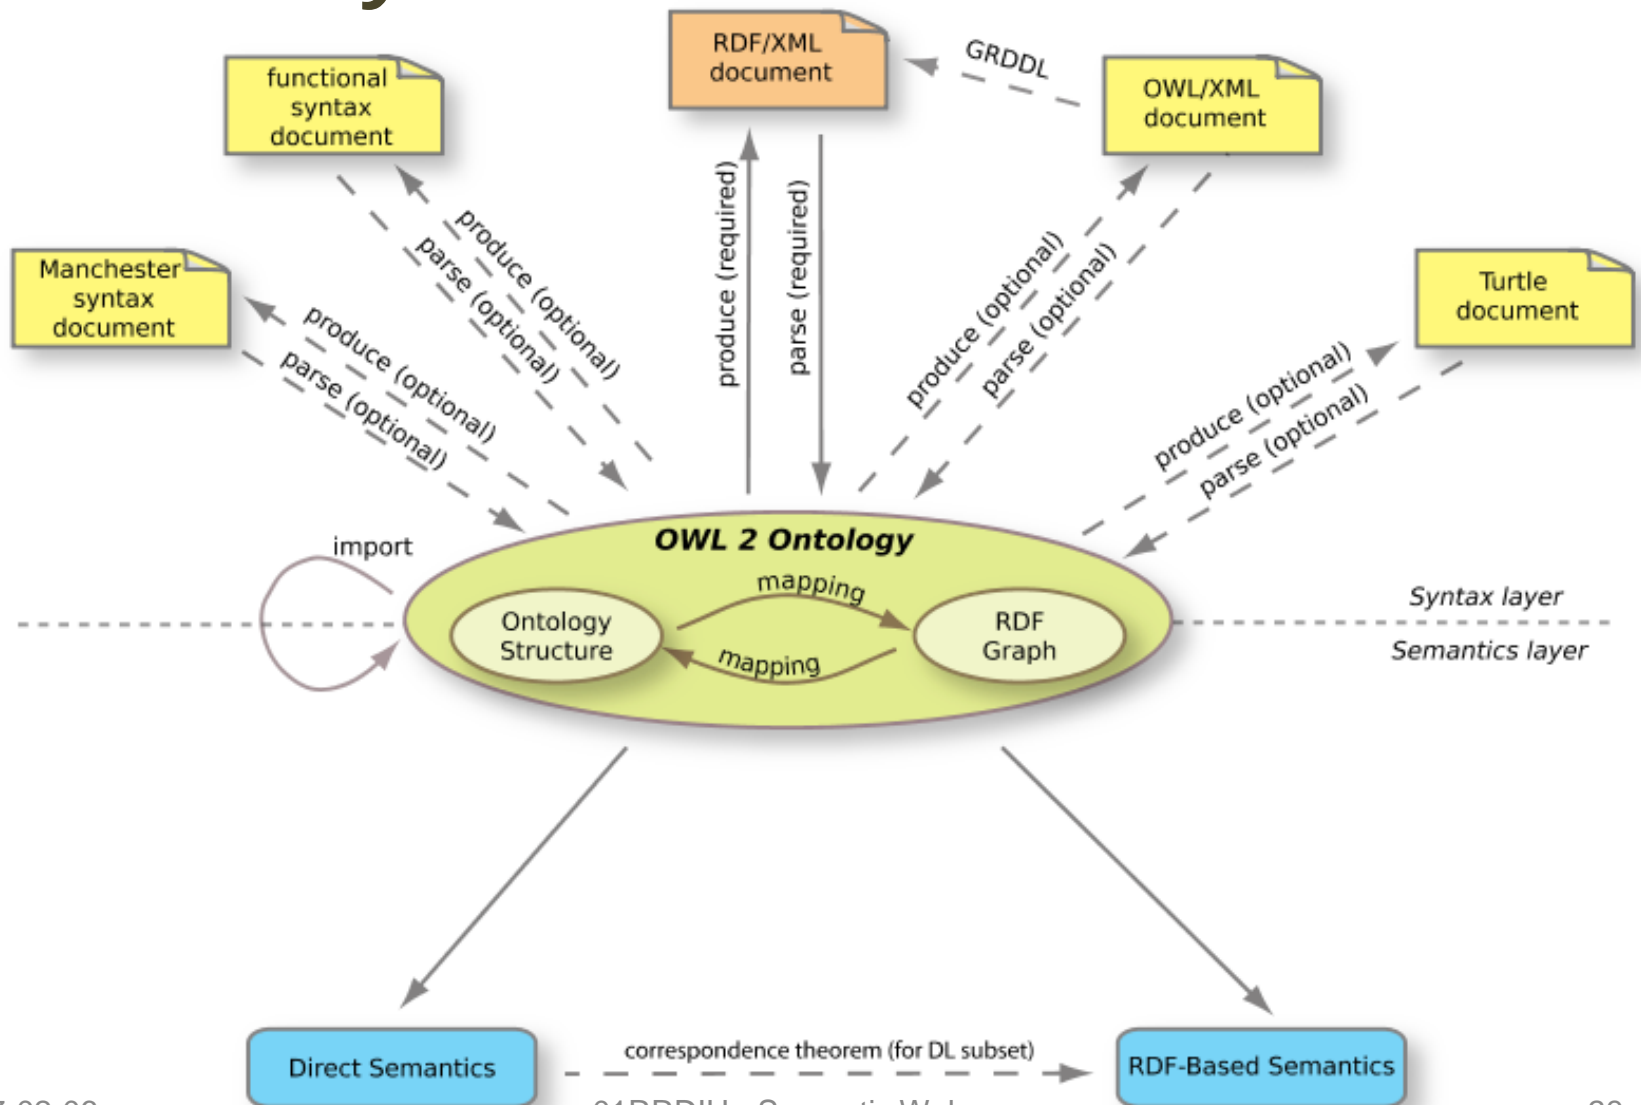 RDF/XML
document
GRDDL
functional
syntax
document
OWL/XML
document
Manchester
syntax
document
Turtle
document
produce (optional)
parse (optional)
produce (optional)
parse (optional)
produce (required)
parse (required)
produce (optional)
parse (optional)
produce (optional)
parse (optional)
import
OWL 2 Ontology
mapping
Ontology
Structure
RDF
Graph
mapping
Syntax layer
Semantics layer
Direct Semantics
correspondence theorem (for DL subset)
RDF-Based Semantics